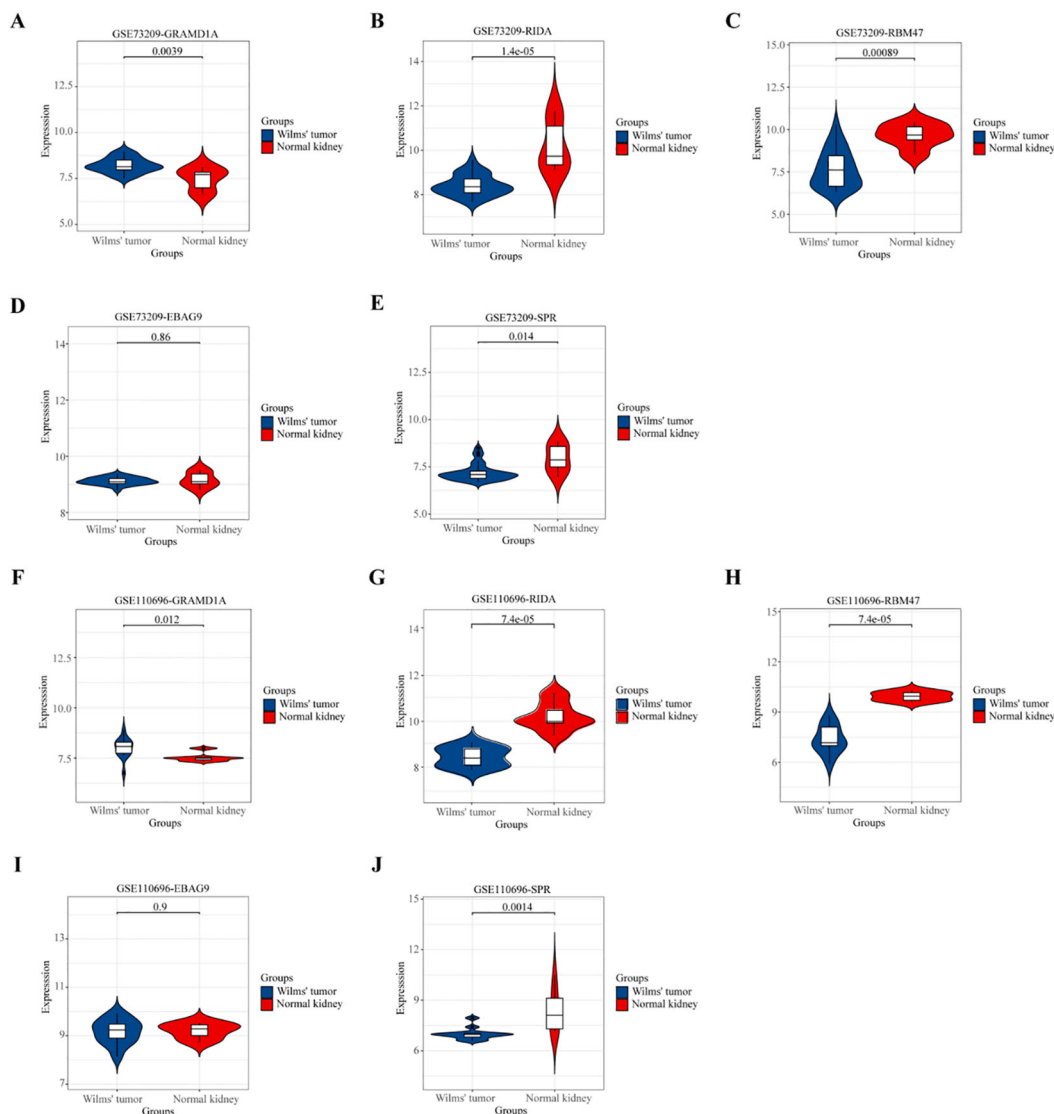 A
GSE73209-GRAMD1A
0.0039
12.5
10.0
7.5
5.0
Expresssion
Wilms' tumor Normal kidney
Groups
Groups
Wilms' tumor
Normal kidney
B
GSE73209-RIDA
1.4e-05
14
12
10
8
Expresssion
Wilms' tumor Normal kidney
Groups
Groups
Wilms' tumor
Normal kidney
C
GSE73209-RBM47
0.00089
15.0
12.5
10.0
7.5
5.0
Expresssion
Wilms' tumor Normal kidney
Groups
Groups
Wilms' tumor
Normal kidney
D
GSE73209-EBAG9
0.86
14
12
10
8
Expresssion
Wilms' tumor Normal kidney
Groups
Groups
Wilms' tumor
Normal kidney
E
GSE73209-SPR
0.014
12.5
10.0
7.5
5.0
Expresssion
Wilms' tumor Normal kidney
Groups
Groups
Wilms' tumor
Normal kidney
F
GSE110696-GRAMD1A
0.012
12.5
10.0
7.5
Expresssion
Wilms' tumor Normal kidney
Groups
Groups
Wilms' tumor
Normal kidney
G
GSE110696-RIDA
7.4e-05
14
12
10
8
Expresssion
Wilms' tumor Normal kidney
Groups
Groups
Wilms' tumor
Normal kidney
H
GSE110696-RBM47
7.4e-05
15
12
9
6
Expresssion
Wilms' tumor Normal kidney
Groups
Groups
Wilms' tumor
Normal kidney
I
GSE110696-EBAG9
0.9
13
11
9
7
Expresssion
Wilms' tumor Normal kidney
Groups
Groups
Wilms' tumor
Normal kidney
J
GSE110696-SPR
0.0014
15
12
9
6
Expresssion
Wilms' tumor Normal kidney
Groups
Groups
Wilms' tumor
Normal kidney